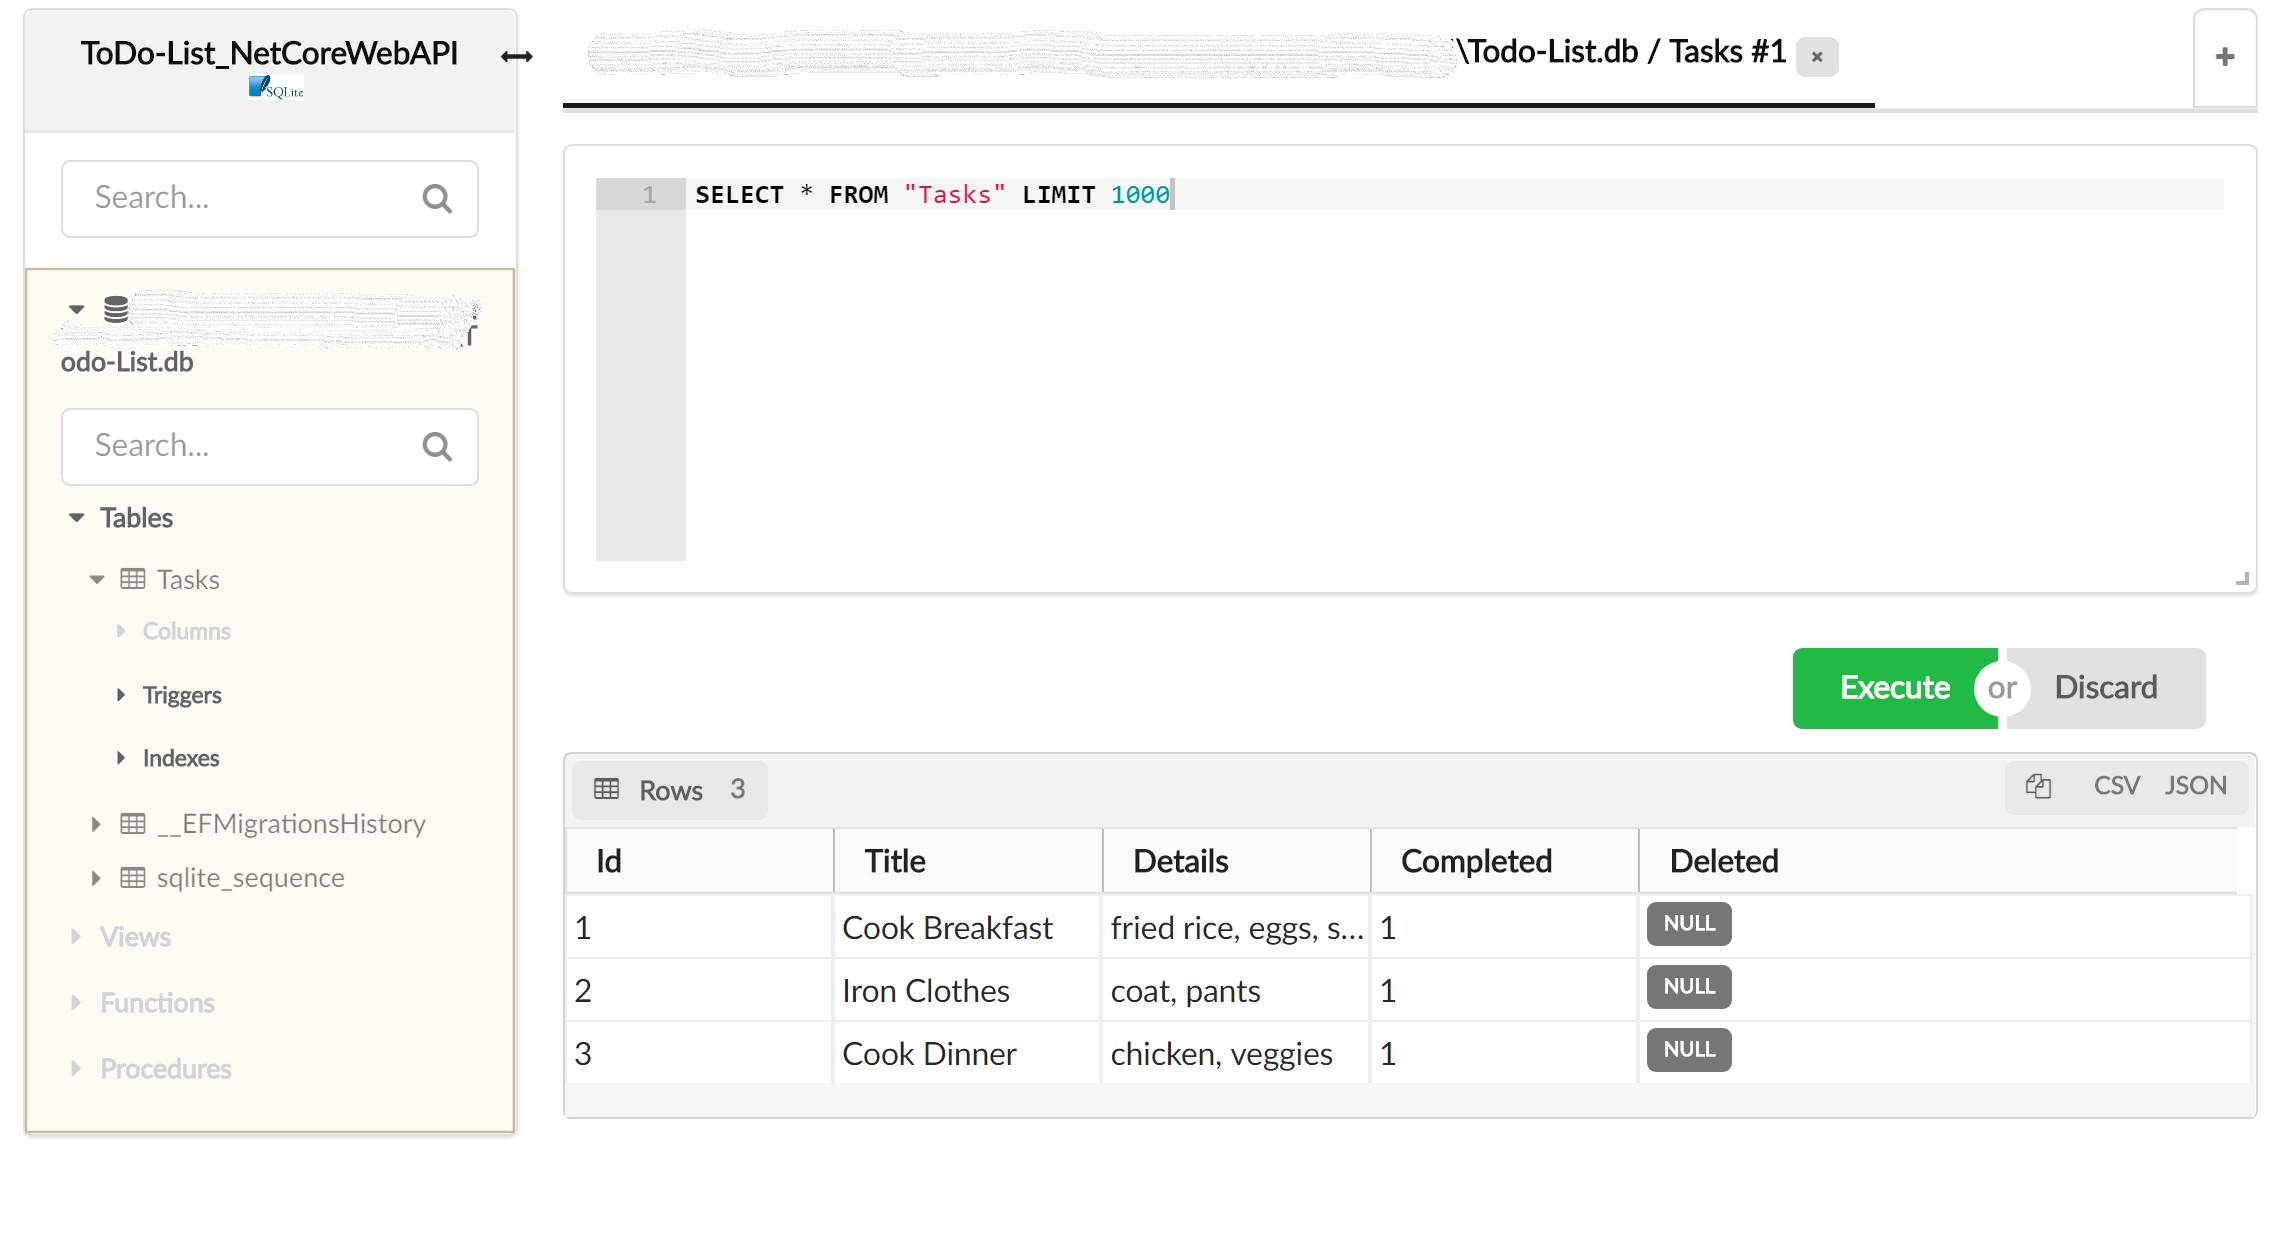 ToDo-List_NetCoreWebAPI
SQLite
Search...
odo-List.db
Search...
Tables
Tasks
Columns
Triggers
Indexes
__EFMigrationsHistory
sqlite_sequence
Views
Functions
Procedures
\Todo-List.db / Tasks #1
1 SELECT * FROM "Tasks" LIMIT 1000
Execute or Discard
Rows 3 CSV JSON
Id Title Details Completed Deleted
1 Cook Breakfast fried rice, eggs, s... 1 NULL
2 Iron Clothes coat, pants 1 NULL
3 Cook Dinner chicken, veggies 1 NULL